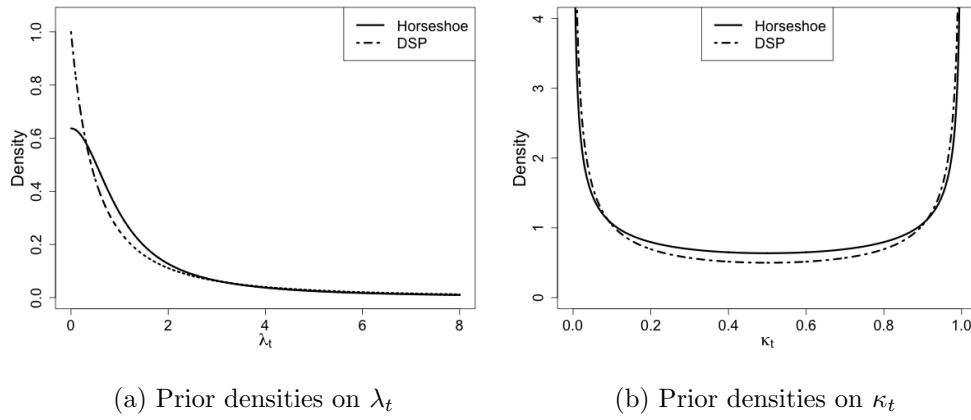 Horseshoe
DSP
Density
0.0 0.2 0.4 0.6 0.8 1.0
0 2 4 6 8
λt
Horseshoe
DSP
Density
0 1 2 3 4
0.0 0.2 0.4 0.6 0.8 1.0
κt
(a) Prior densities on λt
(b) Prior densities on κt